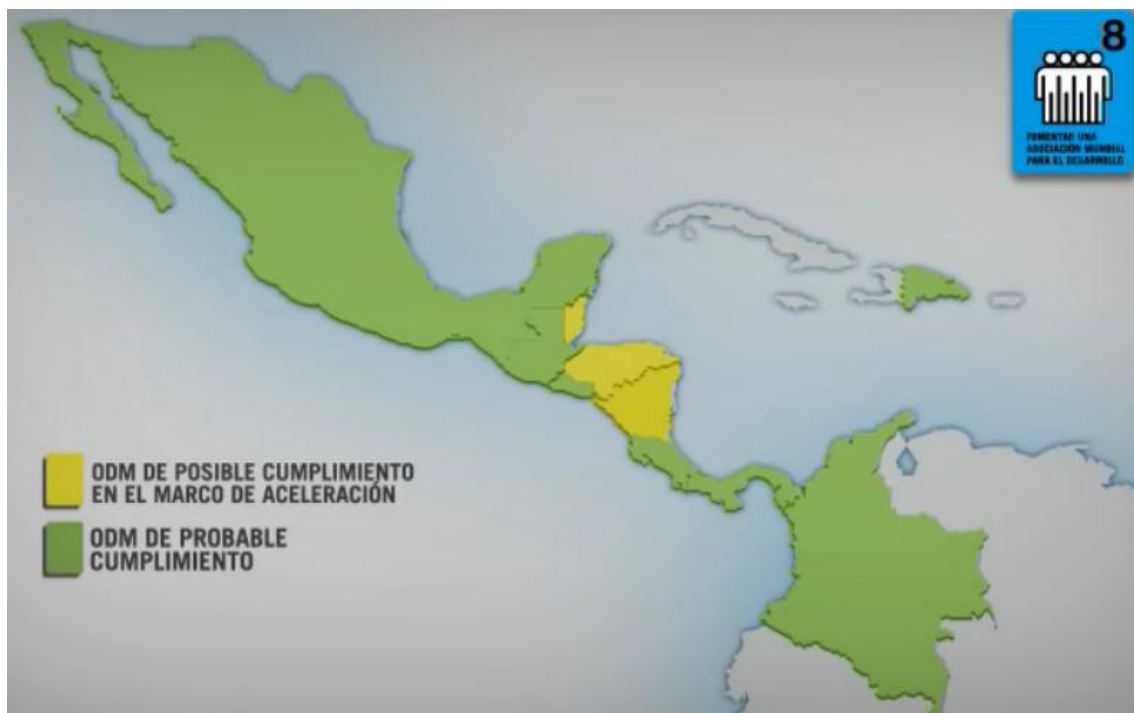 8
FOMENTAR UNA
ASOCIACIÓN MUNDIAL
PARA EL DESARROLLO
ODM DE POSIBLE CUMPLIMIENTO
EN EL MARCO DE ACELERACIÓN
ODM DE PROBABLE
CUMPLIMIENTO